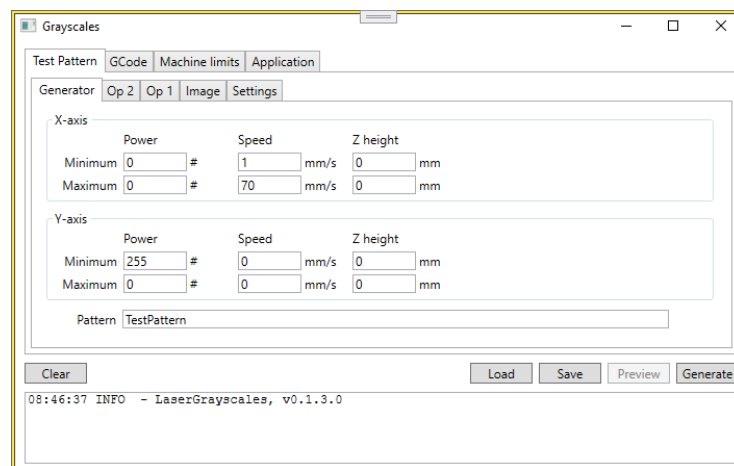 Grayscales
Test Pattern GCode Machine limits Application
Generator Op 2 Op 1 Image Settings
X-axis
Power Speed Z height
Minimum 0 # 1 mm/s 0 mm
Maximum 0 # 70 mm/s 0 mm
Y-axis
Power Speed Z height
Minimum 255 # 0 mm/s 0 mm
Maximum 0 # 0 mm/s 0 mm
Pattern TestPattern
Clear Load Save Preview Generate
08:46:37 INFO - LaserGrayscales, v0.1.3.0